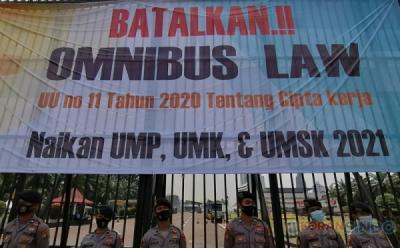 BATALKAN.!!
OMNIBUS LAW
UU no 11 Tahun 2020 Tentang Cipta kerja
Naikan UMP, UMK, & UMSK 2021